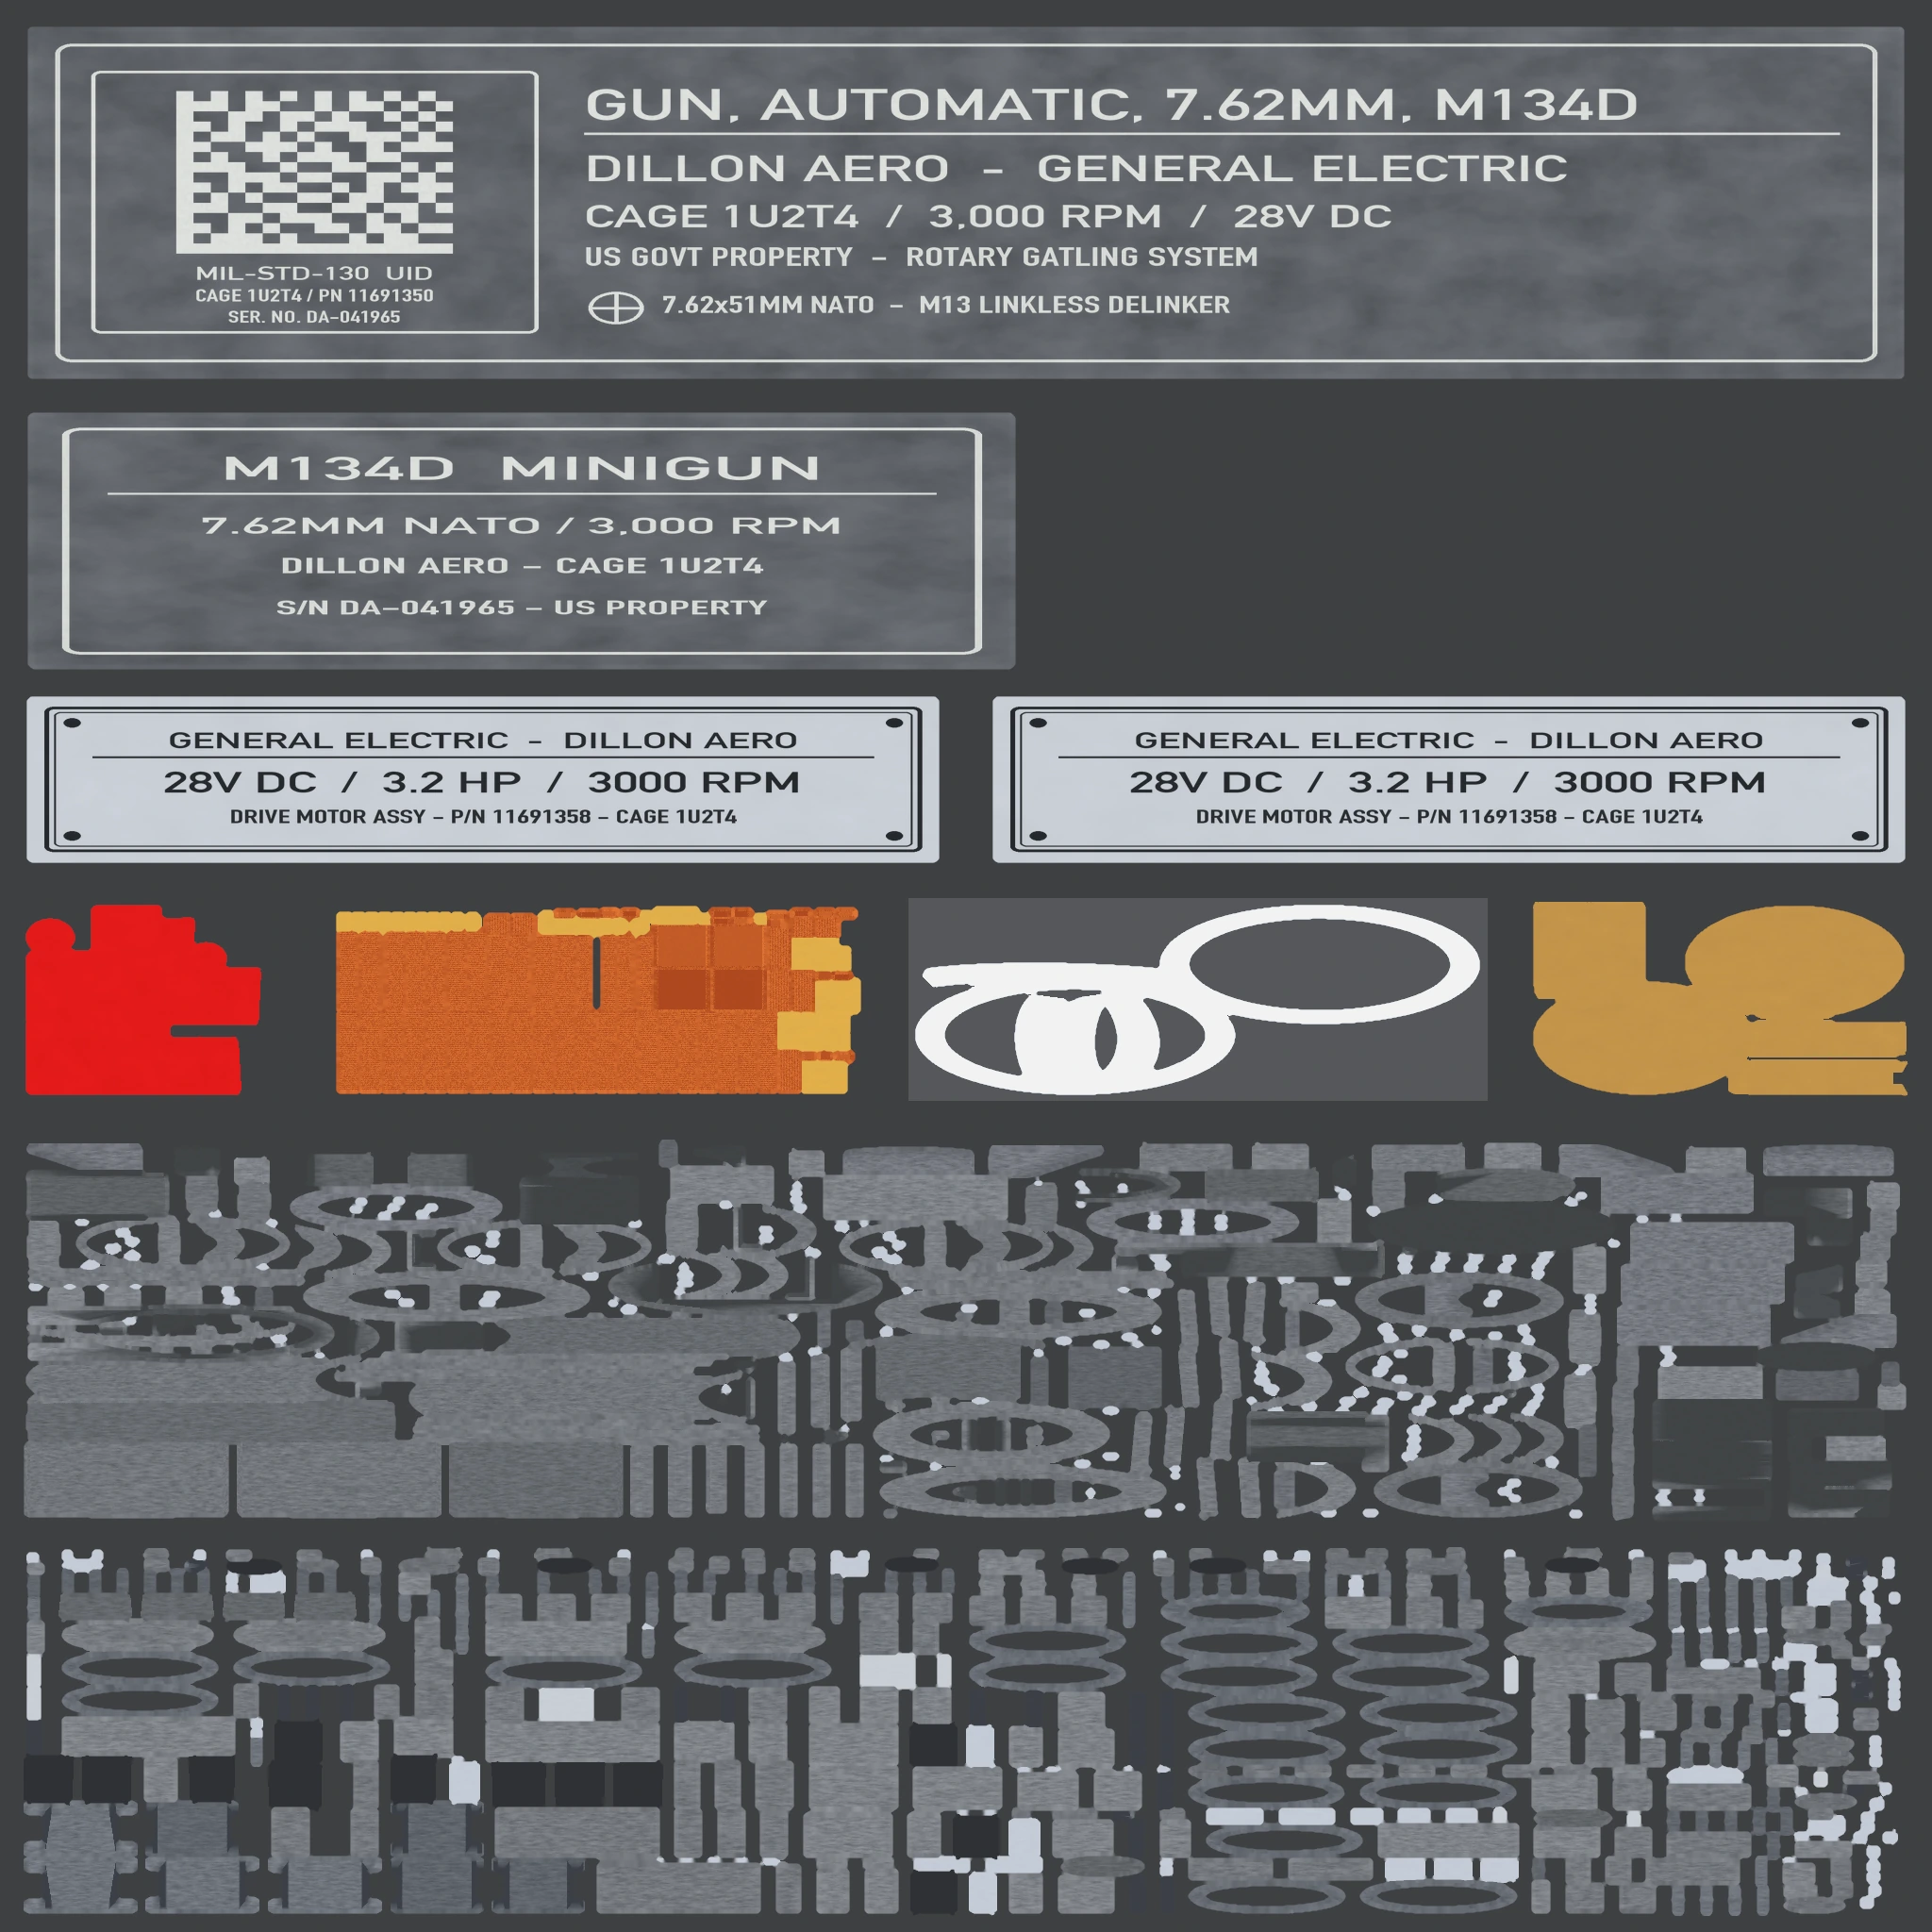 GUN, AUTOMATIC, 7.62MM, M134D
DILLON AERO - GENERAL ELECTRIC
CAGE 1U2T4 / 3,000 RPM / 28V DC
US GOVT PROPERTY - ROTARY GATLING SYSTEM
7.62x51MM NATO - M13 LINKLESS DELINKER
MIL-STD-130 UID
CAGE 1U2T4 / PN 11691350
SER. NO. DA-041965
M134D MINIGUN
7.62MM NATO / 3,000 RPM
DILLON AERO - CAGE 1U2T4
S/N DA-041965 - US PROPERTY
GENERAL ELECTRIC - DILLON AERO
28V DC / 3.2 HP / 3000 RPM
DRIVE MOTOR ASSY - P/N 11691358 - CAGE 1U2T4
GENERAL ELECTRIC - DILLON AERO
28V DC / 3.2 HP / 3000 RPM
DRIVE MOTOR ASSY - P/N 11691358 - CAGE 1U2T4